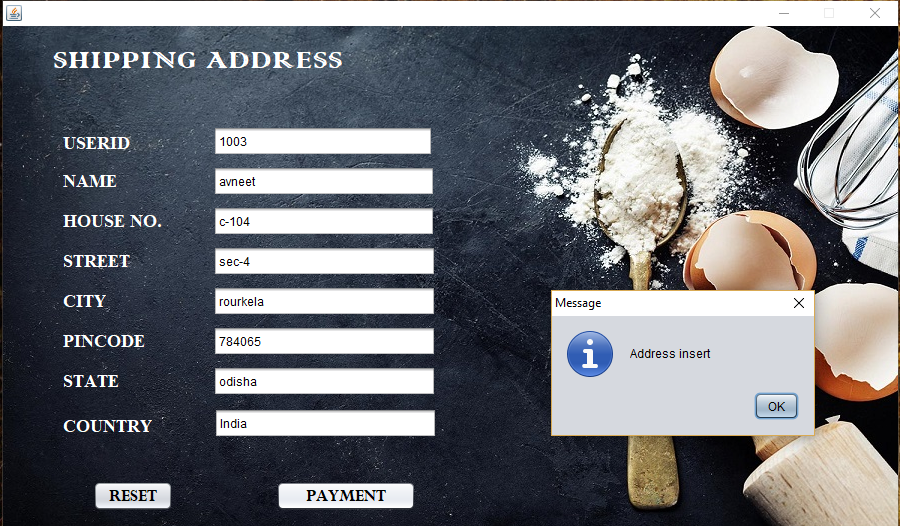 SHIPPING ADDRESS
USERID 1003
NAME avneet
HOUSE NO. c-104
STREET sec-4
CITY rourkela
PINCODE 784065
STATE odisha
COUNTRY India
RESET PAYMENT
Message
Address insert
OK